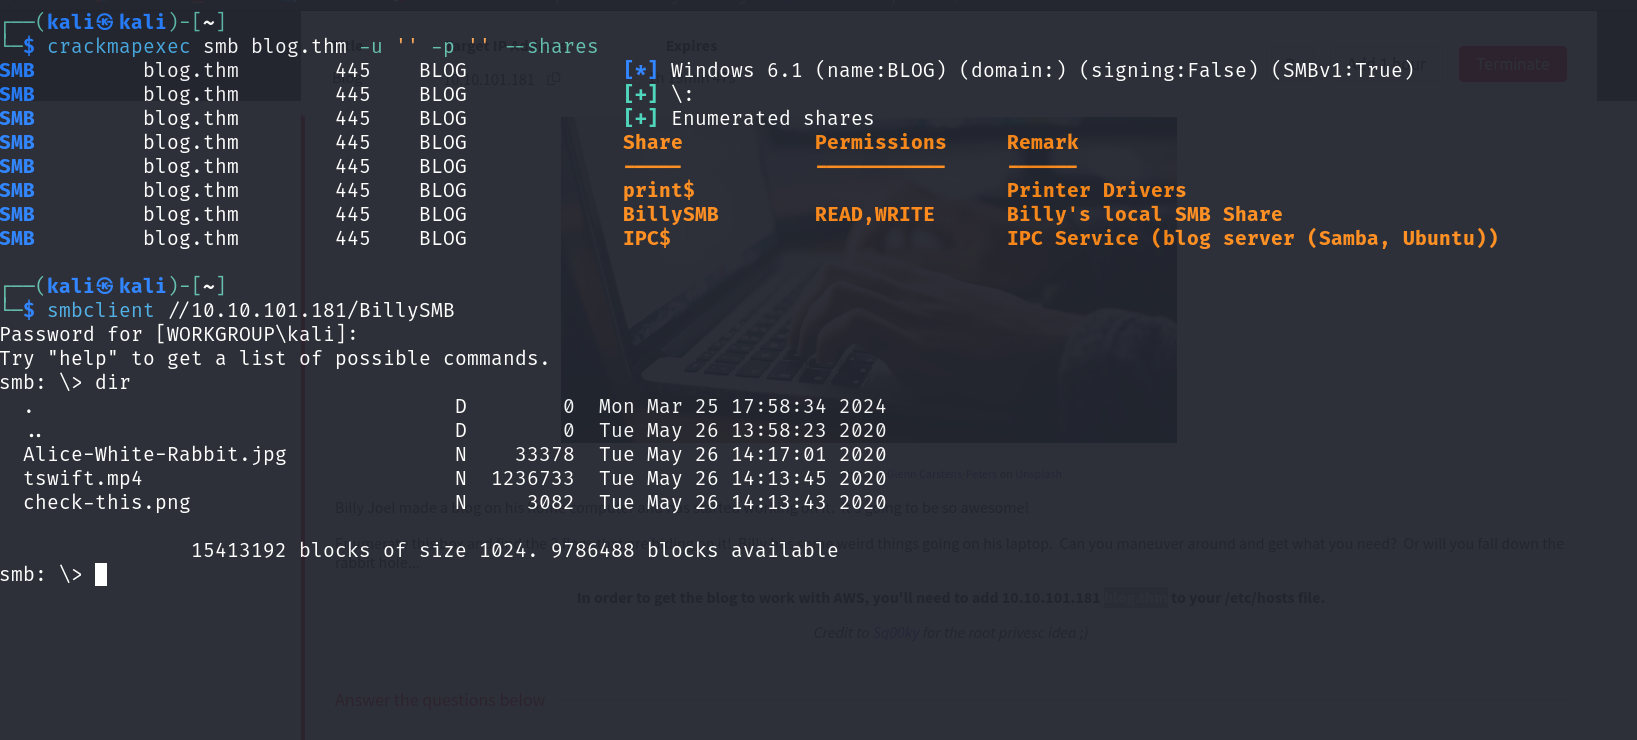 ┌──(kali㉿kali)-[~]
└─$ crackmapexec smb blog.thm -u '' -p '' --shares
SMB blog.thm 445 BLOG [*] Windows 6.1 (name:BLOG) (domain:) (signing:False) (SMBv1:True)
SMB blog.thm 445 BLOG [+] \:
SMB blog.thm 445 BLOG [+] Enumerated shares
SMB blog.thm 445 BLOG Share Permissions Remark
SMB blog.thm 445 BLOG ----- ----------- ------
SMB blog.thm 445 BLOG print$ Printer Drivers
SMB blog.thm 445 BLOG BillySMB READ,WRITE Billy's local SMB Share
SMB blog.thm 445 BLOG IPC$ IPC Service (blog server (Samba, Ubuntu))
┌──(kali㉿kali)-[~]
└─$ smbclient //10.10.101.181/BillySMB
Password for [WORKGROUP\kali]:
Try "help" to get a list of possible commands.
smb: \> dir
. D 0 Mon Mar 25 17:58:34 2024
.. D 0 Tue May 26 13:58:23 2020
Alice-White-Rabbit.jpg N 33378 Tue May 26 14:17:01 2020
tswift.mp4 N 1236733 Tue May 26 14:13:45 2020
check-this.png N 3082 Tue May 26 14:13:43 2020
15413192 blocks of size 1024. 9786488 blocks available
smb: \>
Expires
10.10.101.181
Terminate
on Unsplash
Billy Joel made a blog on his
to be so awesome!
weird things going on his laptop. Can you maneuver around and get what you need? Or will you fall down the
rabbit hole...
In order to get the blog to work with AWS, you'll need to add 10.10.101.181 blog.thm to your /etc/hosts file.
Credit to Sq00ky for the root privesc idea ;)
Answer the questions below